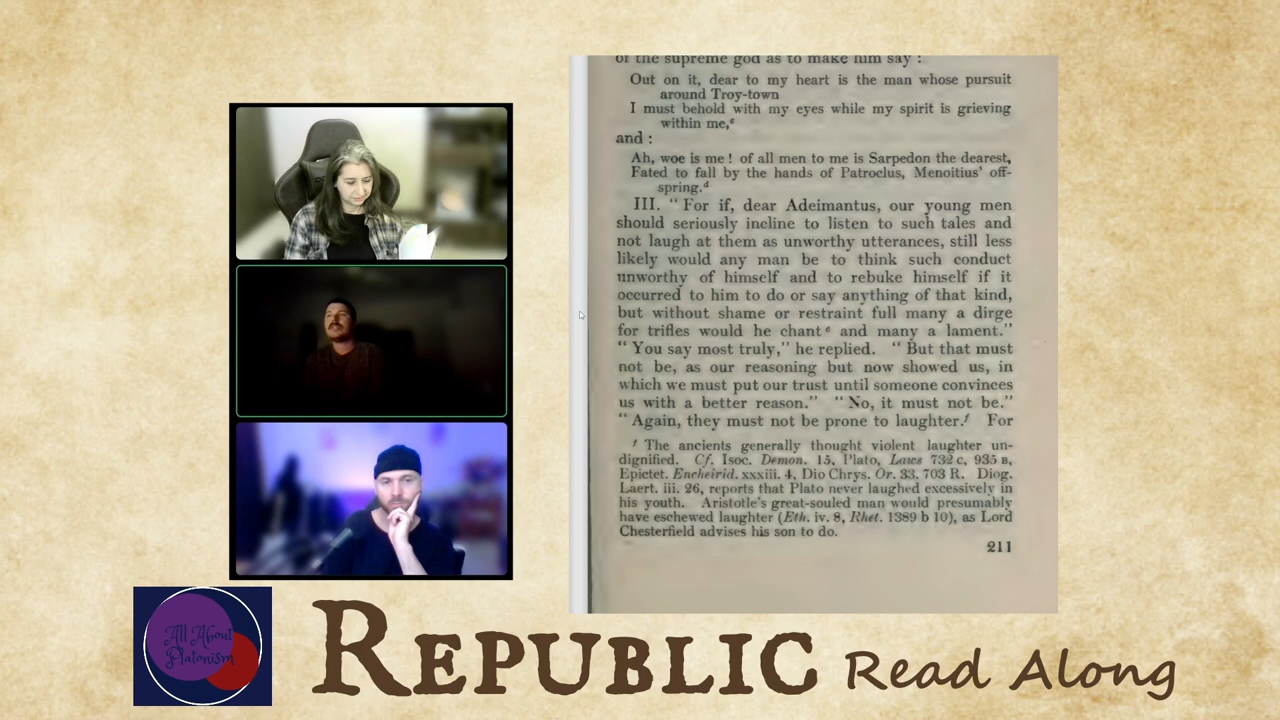 of the supreme god as to make him say :
Out on it, dear to my heart is the man whose pursuit
around Troy-town
I must behold with my eyes while my spirit is grieving
within me,c
and :
Ah, woe is me ! of all men to me is Sarpedon the dearest,
Fated to fall by the hands of Patroclus, Menoitius' off-
spring.d
III. “ For if, dear Adeimantus, our young men
should seriously incline to listen to such tales and
not laugh at them as unworthy utterances, still less
likely would any man be to think such conduct
unworthy of himself and to rebuke himself if it
occurred to him to do or say anything of that kind,
but without shame or restraint full many a dirge
for trifles would he chant e and many a lament.”
“ You say most truly,” he replied. “ But that must
not be, as our reasoning but now showed us, in
which we must put our trust until someone convinces
us with a better reason.” “ No, it must not be.”
“ Again, they must not be prone to laughter.f For
f The ancients generally thought violent laughter un-
dignified. Cf. Isoc. Demon. 15, Plato, Laws 732 c, 935 B,
Epictet. Encheirid. xxxiii. 4, Dio Chrys. Or. 33. 703 R. Diog.
Laert. iii. 26, reports that Plato never laughed excessively in
his youth. Aristotle's great-souled man would presumably
have eschewed laughter (Eth. iv. 8, Rhet. 1389 b 10), as Lord
Chesterfield advises his son to do.
211
All About
Platonism
REPUBLIC Read Along